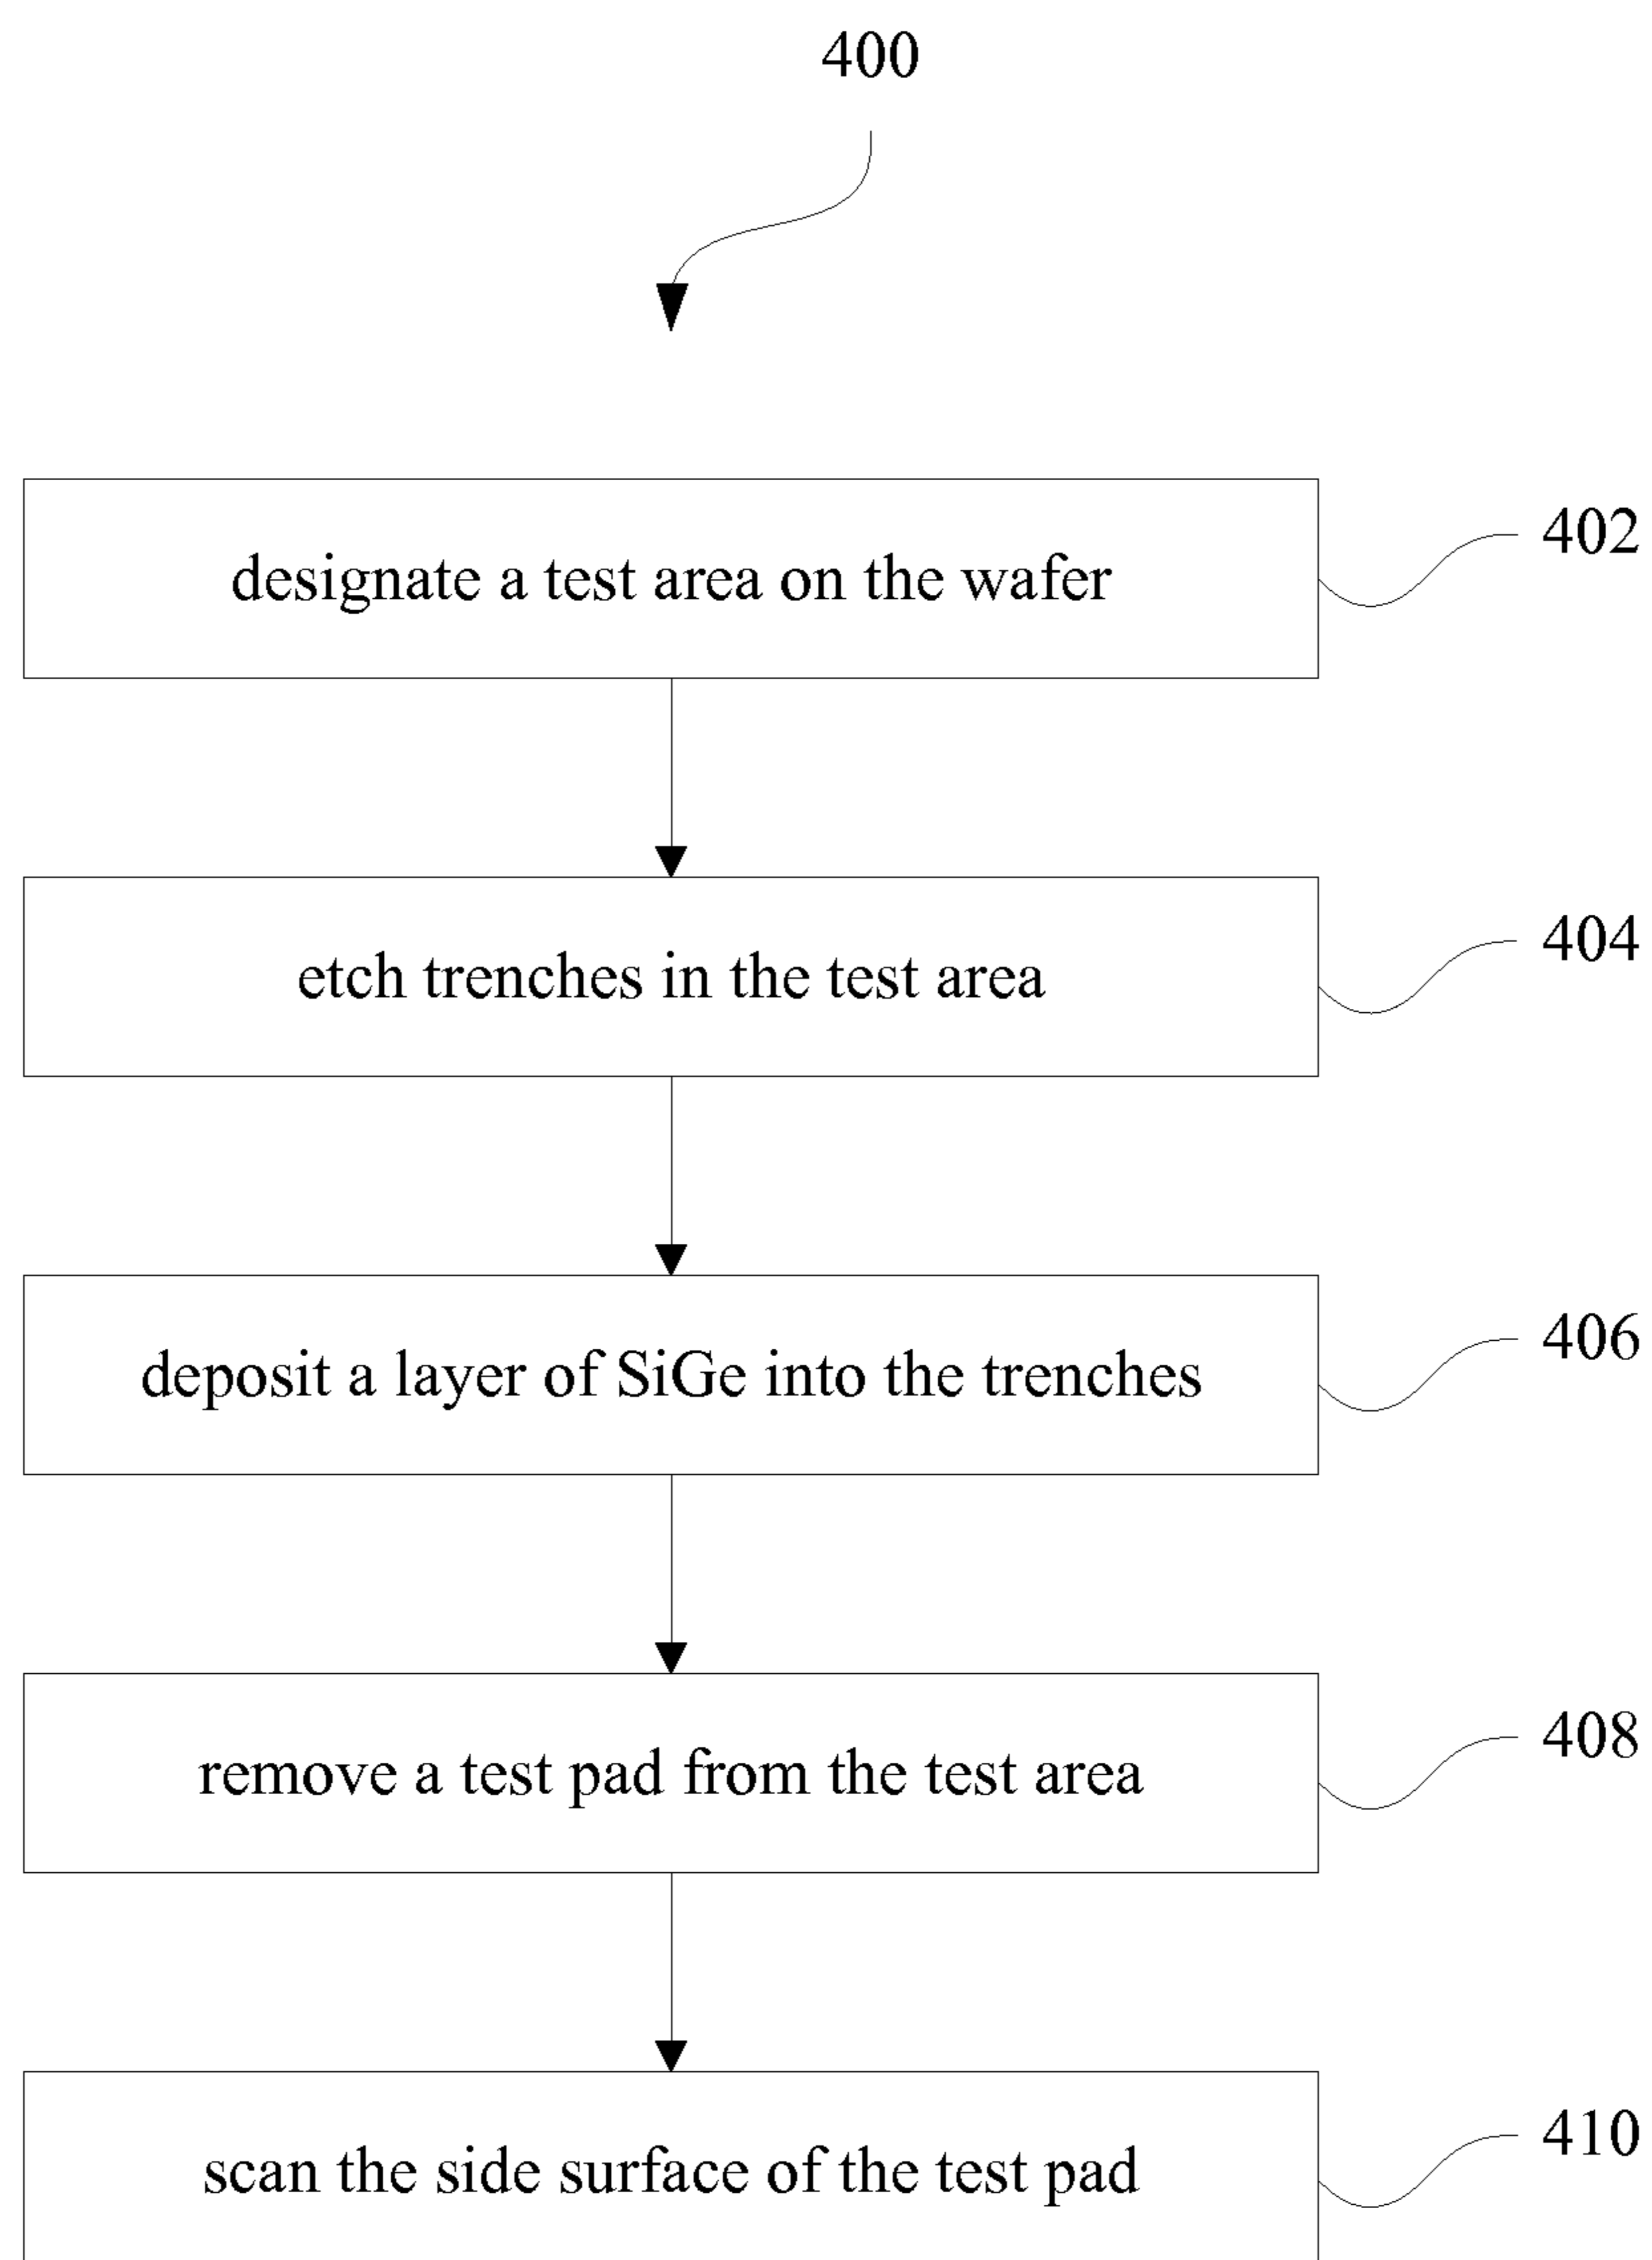 400
designate a test area on the wafer
402
etch trenches in the test area
404
deposit a layer of SiGe into the trenches
406
remove a test pad from the test area
408
scan the side surface of the test pad
410